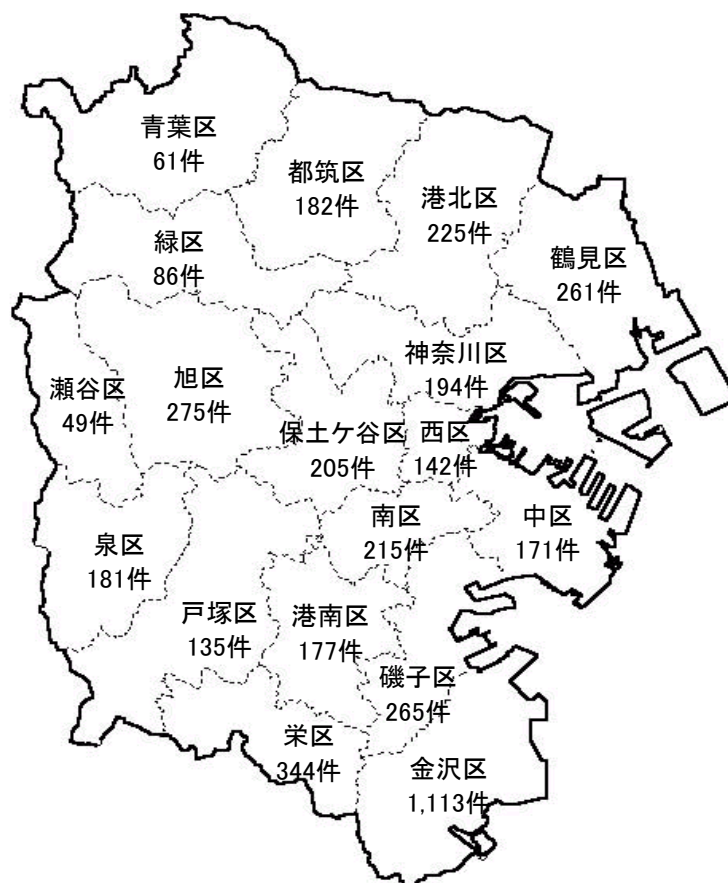 青葉区
61件
都筑区
182件
港北区
225件
緑区
86件
鶴見区
261件
神奈川区
194件
瀬谷区
49件
旭区
275件
保土ケ谷区
205件
西区
142件
南区
215件
中区
171件
泉区
181件
戸塚区
135件
港南区
177件
磯子区
265件
栄区
344件
金沢区
1,113件